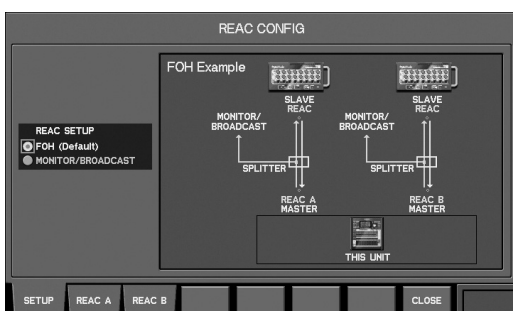 REAC CONFIG
FOH Example
SLAVE
REAC
SLAVE
REAC
MONITOR/
BROADCAST
MONITOR/
BROADCAST
REAC SETUP
FOH (Default)
MONITOR/BROADCAST
SPLITTER
SPLITTER
REAC A
MASTER
REAC B
MASTER
THIS UNIT
SETUP
REAC A
REAC B
CLOSE